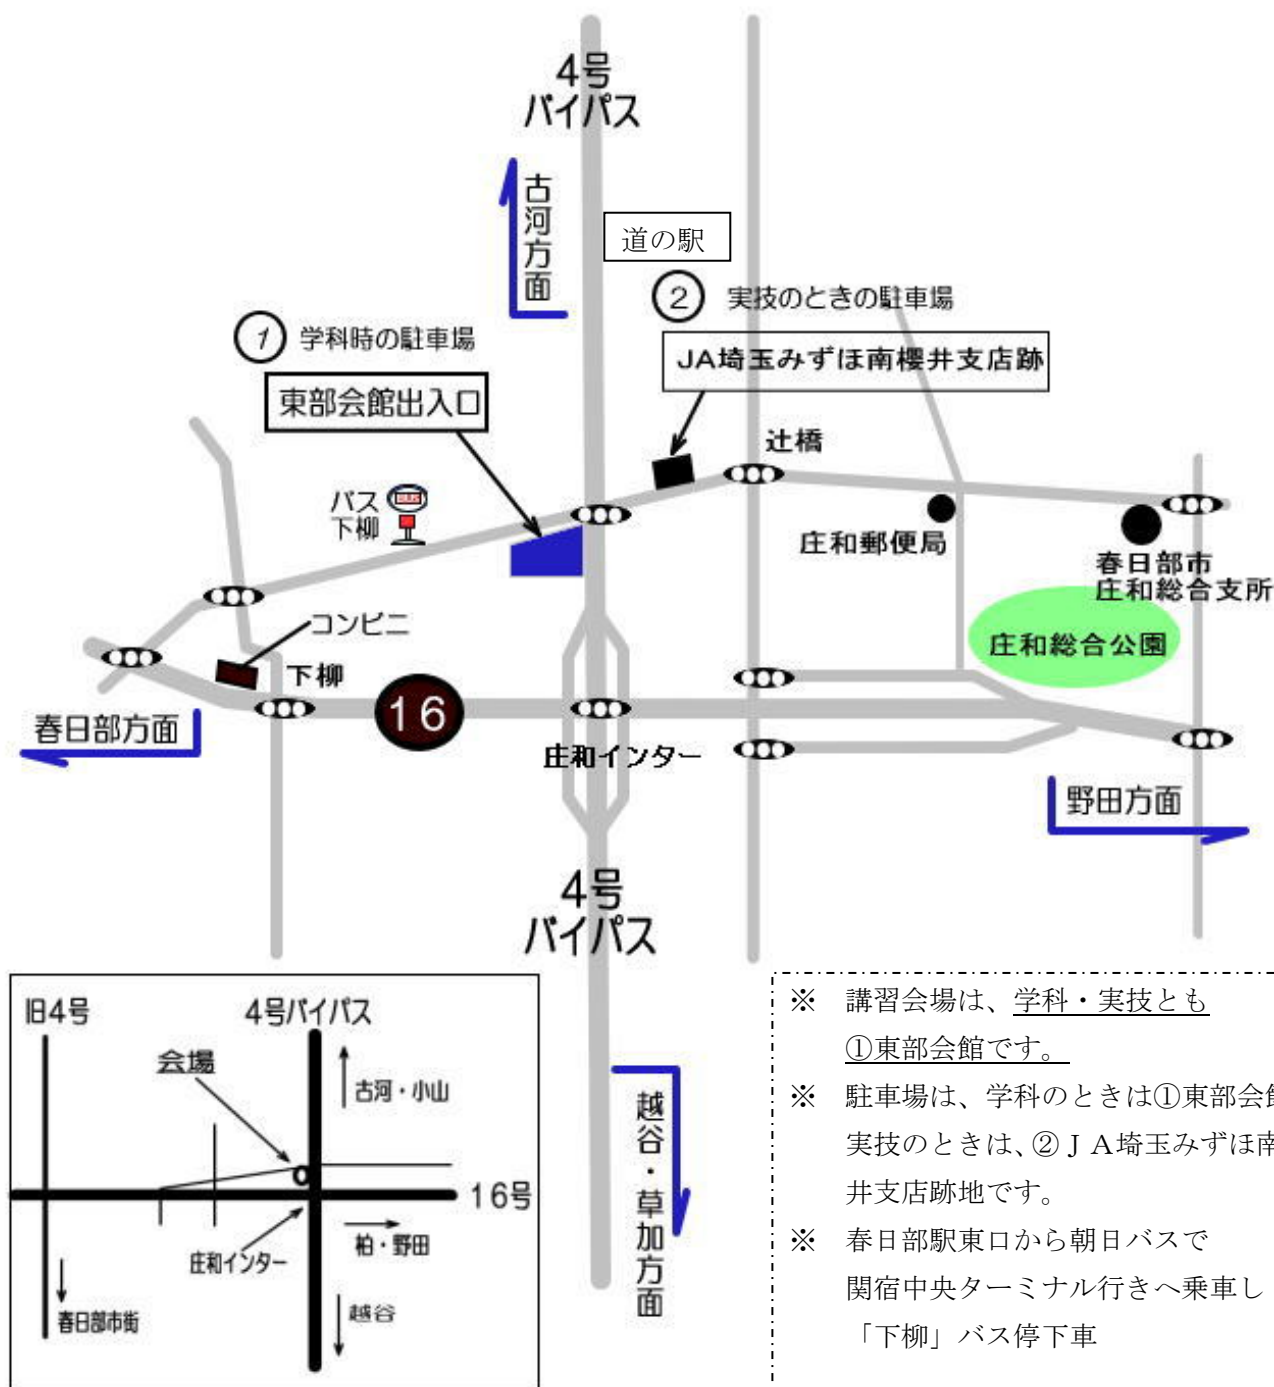 4号
バイパス
古河方面
道の駅
② 実技のときの駐車場
JA埼玉みずほ南櫻井支店跡
① 学科時の駐車場
東部会館出入口
辻橋
バス
下柳
BUS
庄和郵便局
春日部市
庄和総合支所
コンビニ
下柳
16
庄和総合公園
春日部方面
庄和インター
野田方面
4号
バイパス
越谷・草加方面
旧4号
4号バイパス
会場
古河・小山
16号
柏・野田
庄和インター
越谷
春日部市街
※ 講習会場は、学科・実技とも
①東部会館です。
※ 駐車場は、学科のときは①東部会館
実技のときは、②ＪＡ埼玉みずほ南
井支店跡地です。
※ 春日部駅東口から朝日バスで
関宿中央ターミナル行きへ乗車し
「下柳」バス停下車